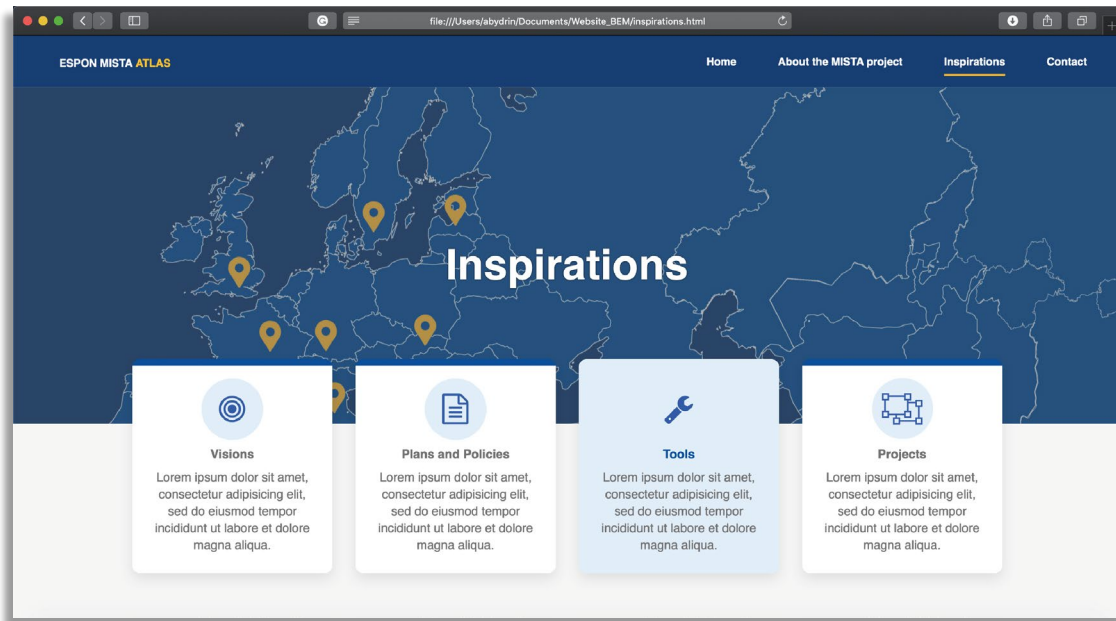 file:///Users/abydrin/Documents/Website_BEM/inspirations.html
ESPON MISTA ATLAS
Home
About the MISTA project
Inspirations
Contact
Inspirations
Visions
Lorem ipsum dolor sit amet,
consectetur adipisicing elit,
sed do eiusmod tempor
incididunt ut labore et dolore
magna aliqua.
Plans and Policies
Lorem ipsum dolor sit amet,
consectetur adipisicing elit,
sed do eiusmod tempor
incididunt ut labore et dolore
magna aliqua.
Tools
Lorem ipsum dolor sit amet,
consectetur adipisicing elit,
sed do eiusmod tempor
incididunt ut labore et dolore
magna aliqua.
Projects
Lorem ipsum dolor sit amet,
consectetur adipisicing elit,
sed do eiusmod tempor
incididunt ut labore et dolore
magna aliqua.